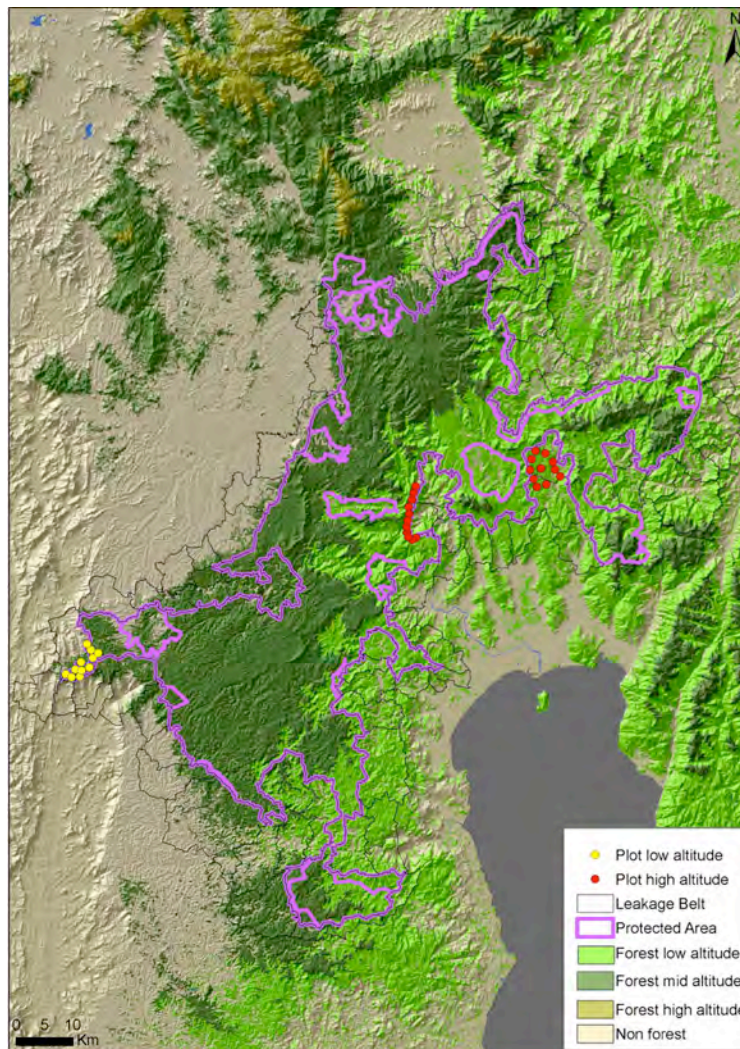 N
Plot low altitude
Plot high altitude
Leakage Belt
Protected Area
Forest low altitude
Forest mid altitude
Forest high altitude
Non forest
0 5 10
Km